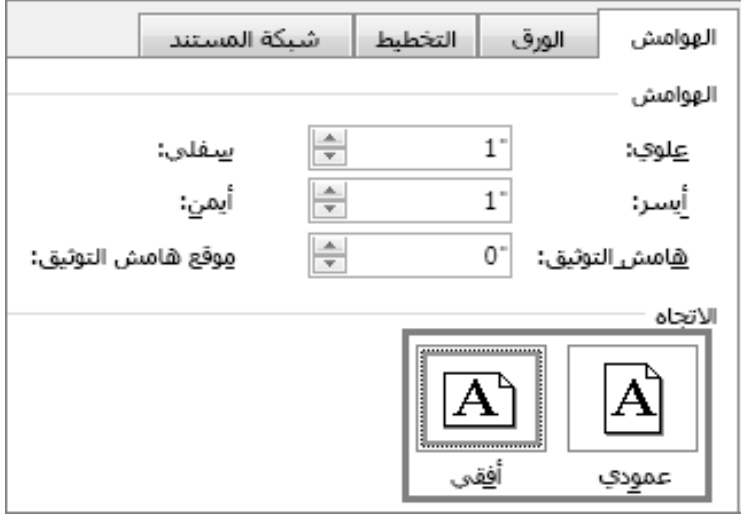 الهوامش الورق التخطيط شبكة المستند
الهوامش
علوي: 1" سفلي:
أيسر: 1" أيمن:
هامش التوثيق: 0" موقع هامش التوثيق:
الاتجاه
A A
عمودي أفقي